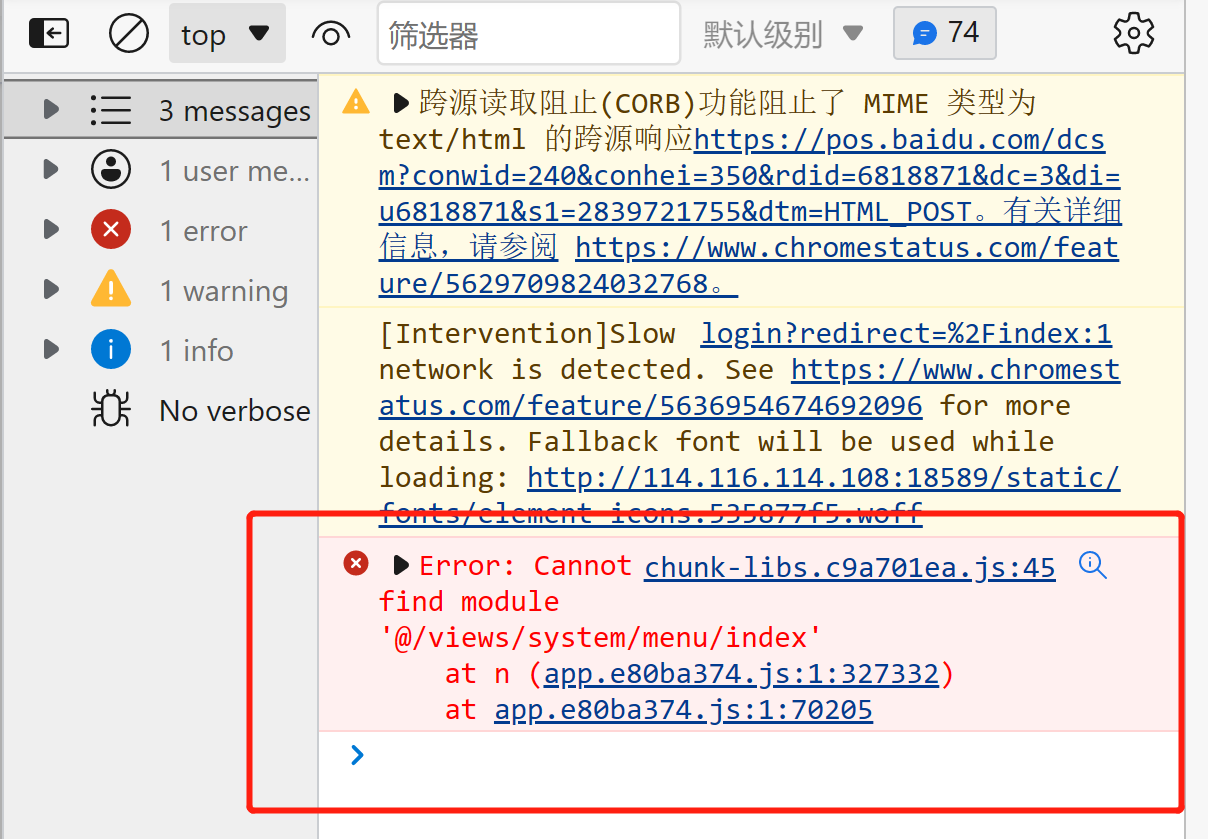 top
筛选器
默认级别
74
3 messages
1 user me...
1 error
1 warning
1 info
No verbose
跨源读取阻止(CORB)功能阻止了 MIME 类型为
text/html 的跨源响应https://pos.baidu.com/dcs
m?conwid=240&conhei=350&rdid=6818871&dc=3&di=
u6818871&s1=2839721755&dtm=HTML_POST。有关详细
信息，请参阅 https://www.chromestatus.com/feat
ure/5629709824032768。
[Intervention]Slow login?redirect=%2Findex:1
network is detected. See https://www.chromest
atus.com/feature/5636954674692096 for more
details. Fallback font will be used while
loading: http://114.116.114.108:18589/static/
fonts/element-icons.535877f5.woff
Error: Cannot chunk-libs.c9a701ea.js:45
find module
'@/views/system/menu/index'
at n (app.e80ba374.js:1:327332)
at app.e80ba374.js:1:70205